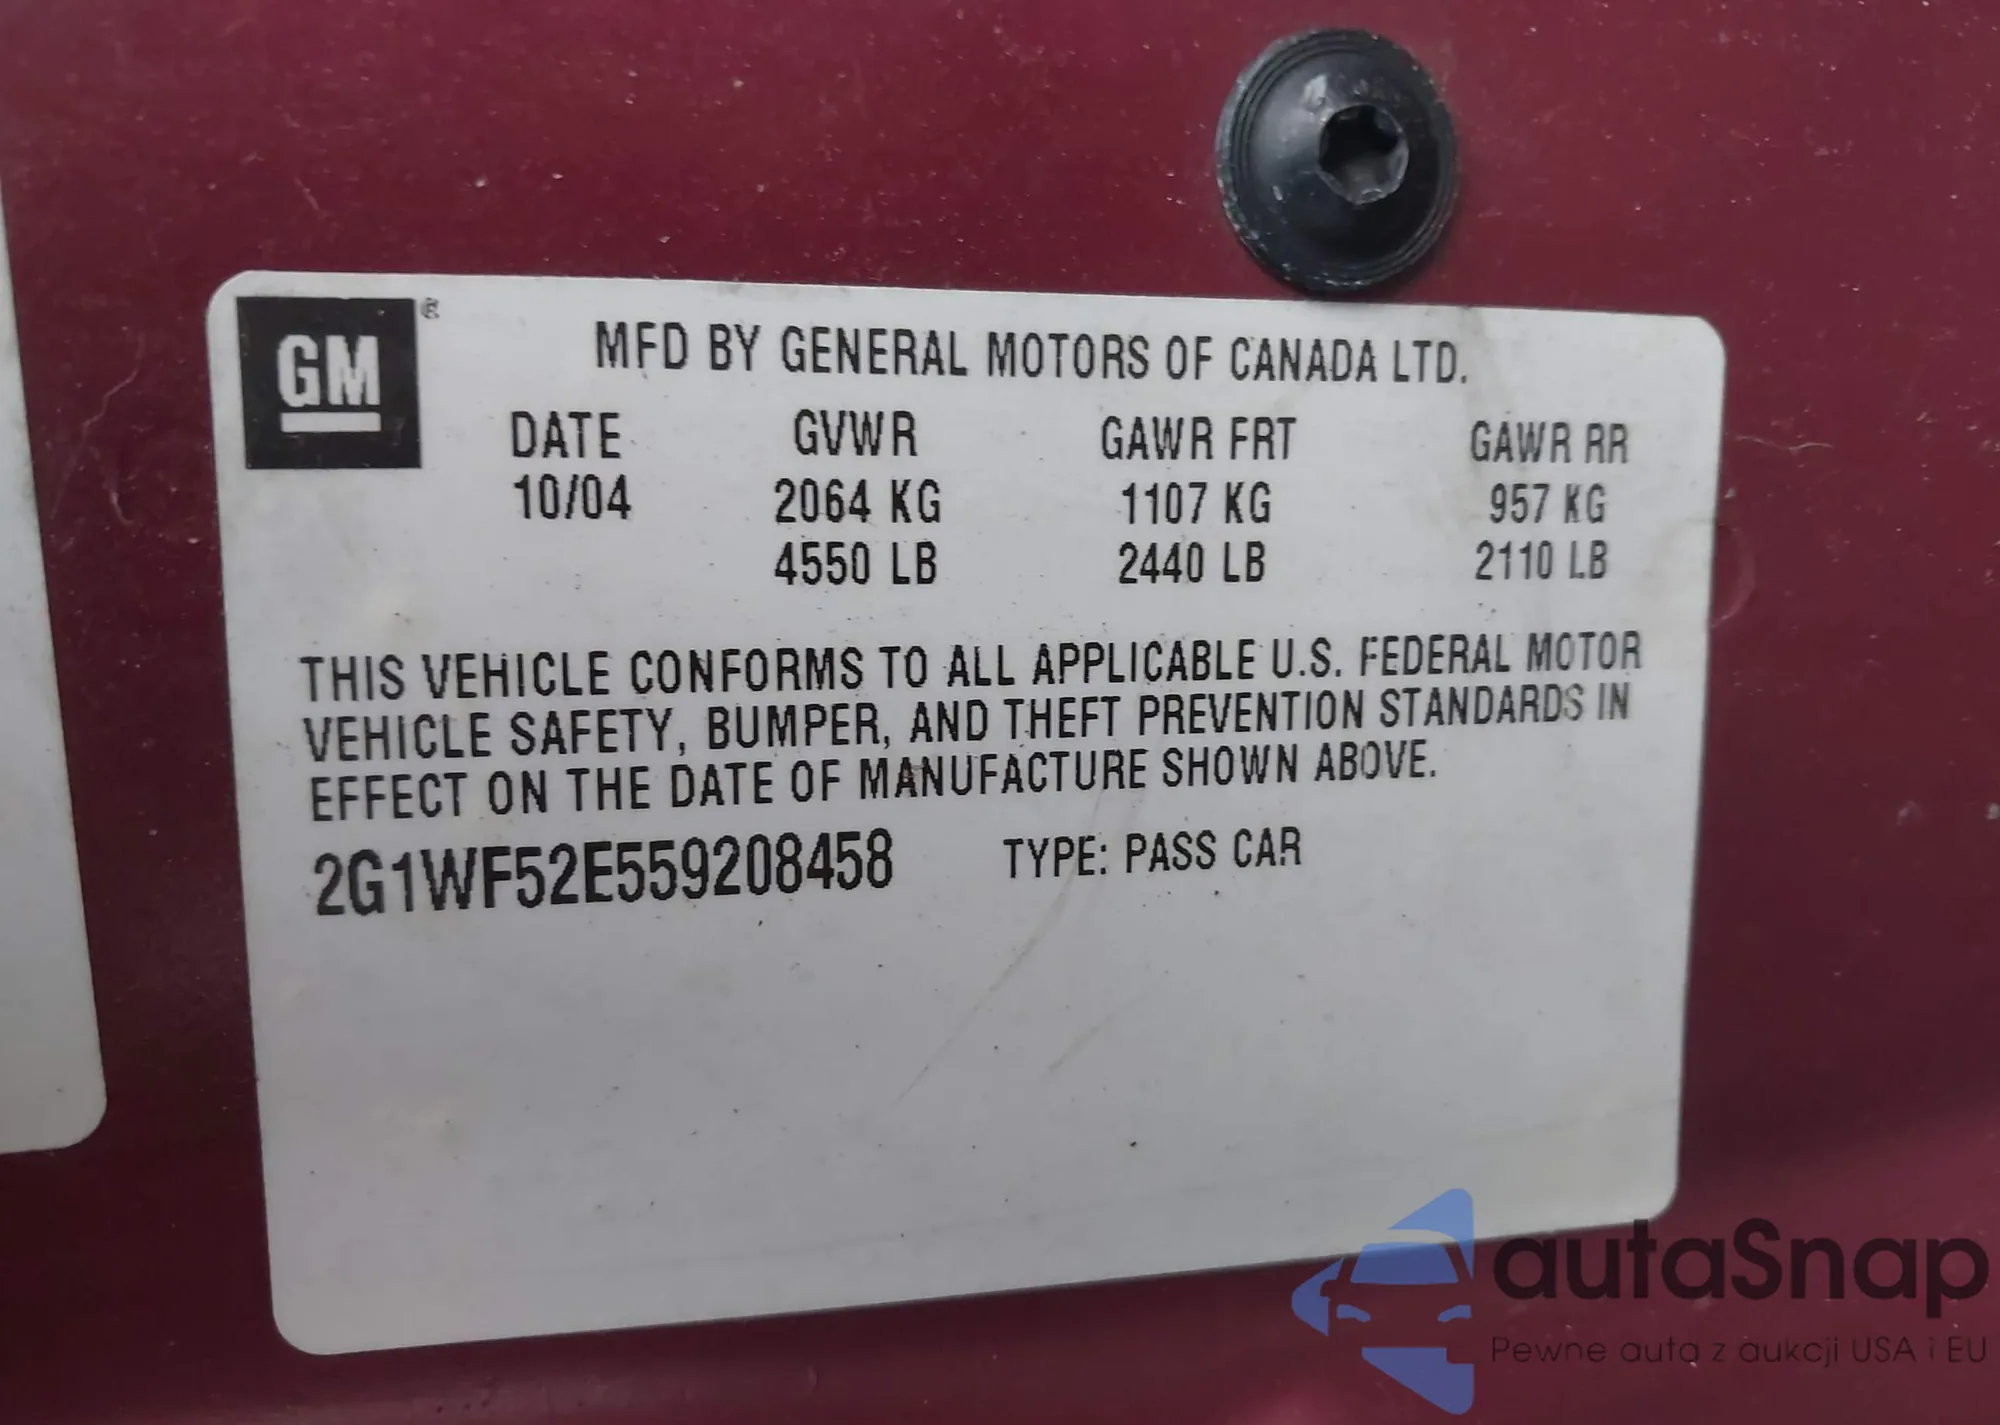 GM®
MFD BY GENERAL MOTORS OF CANADA LTD.
DATE GVWR GAWR FRT GAWR RR
10/04 2064 KG 1107 KG 957 KG
4550 LB 2440 LB 2110 LB
THIS VEHICLE CONFORMS TO ALL APPLICABLE U.S. FEDERAL MOTOR
VEHICLE SAFETY, BUMPER, AND THEFT PREVENTION STANDARDS IN
EFFECT ON THE DATE OF MANUFACTURE SHOWN ABOVE.
2G1WF52E559208458 TYPE: PASS CAR
autaSnap
Pewne auta z aukcji USA i EU